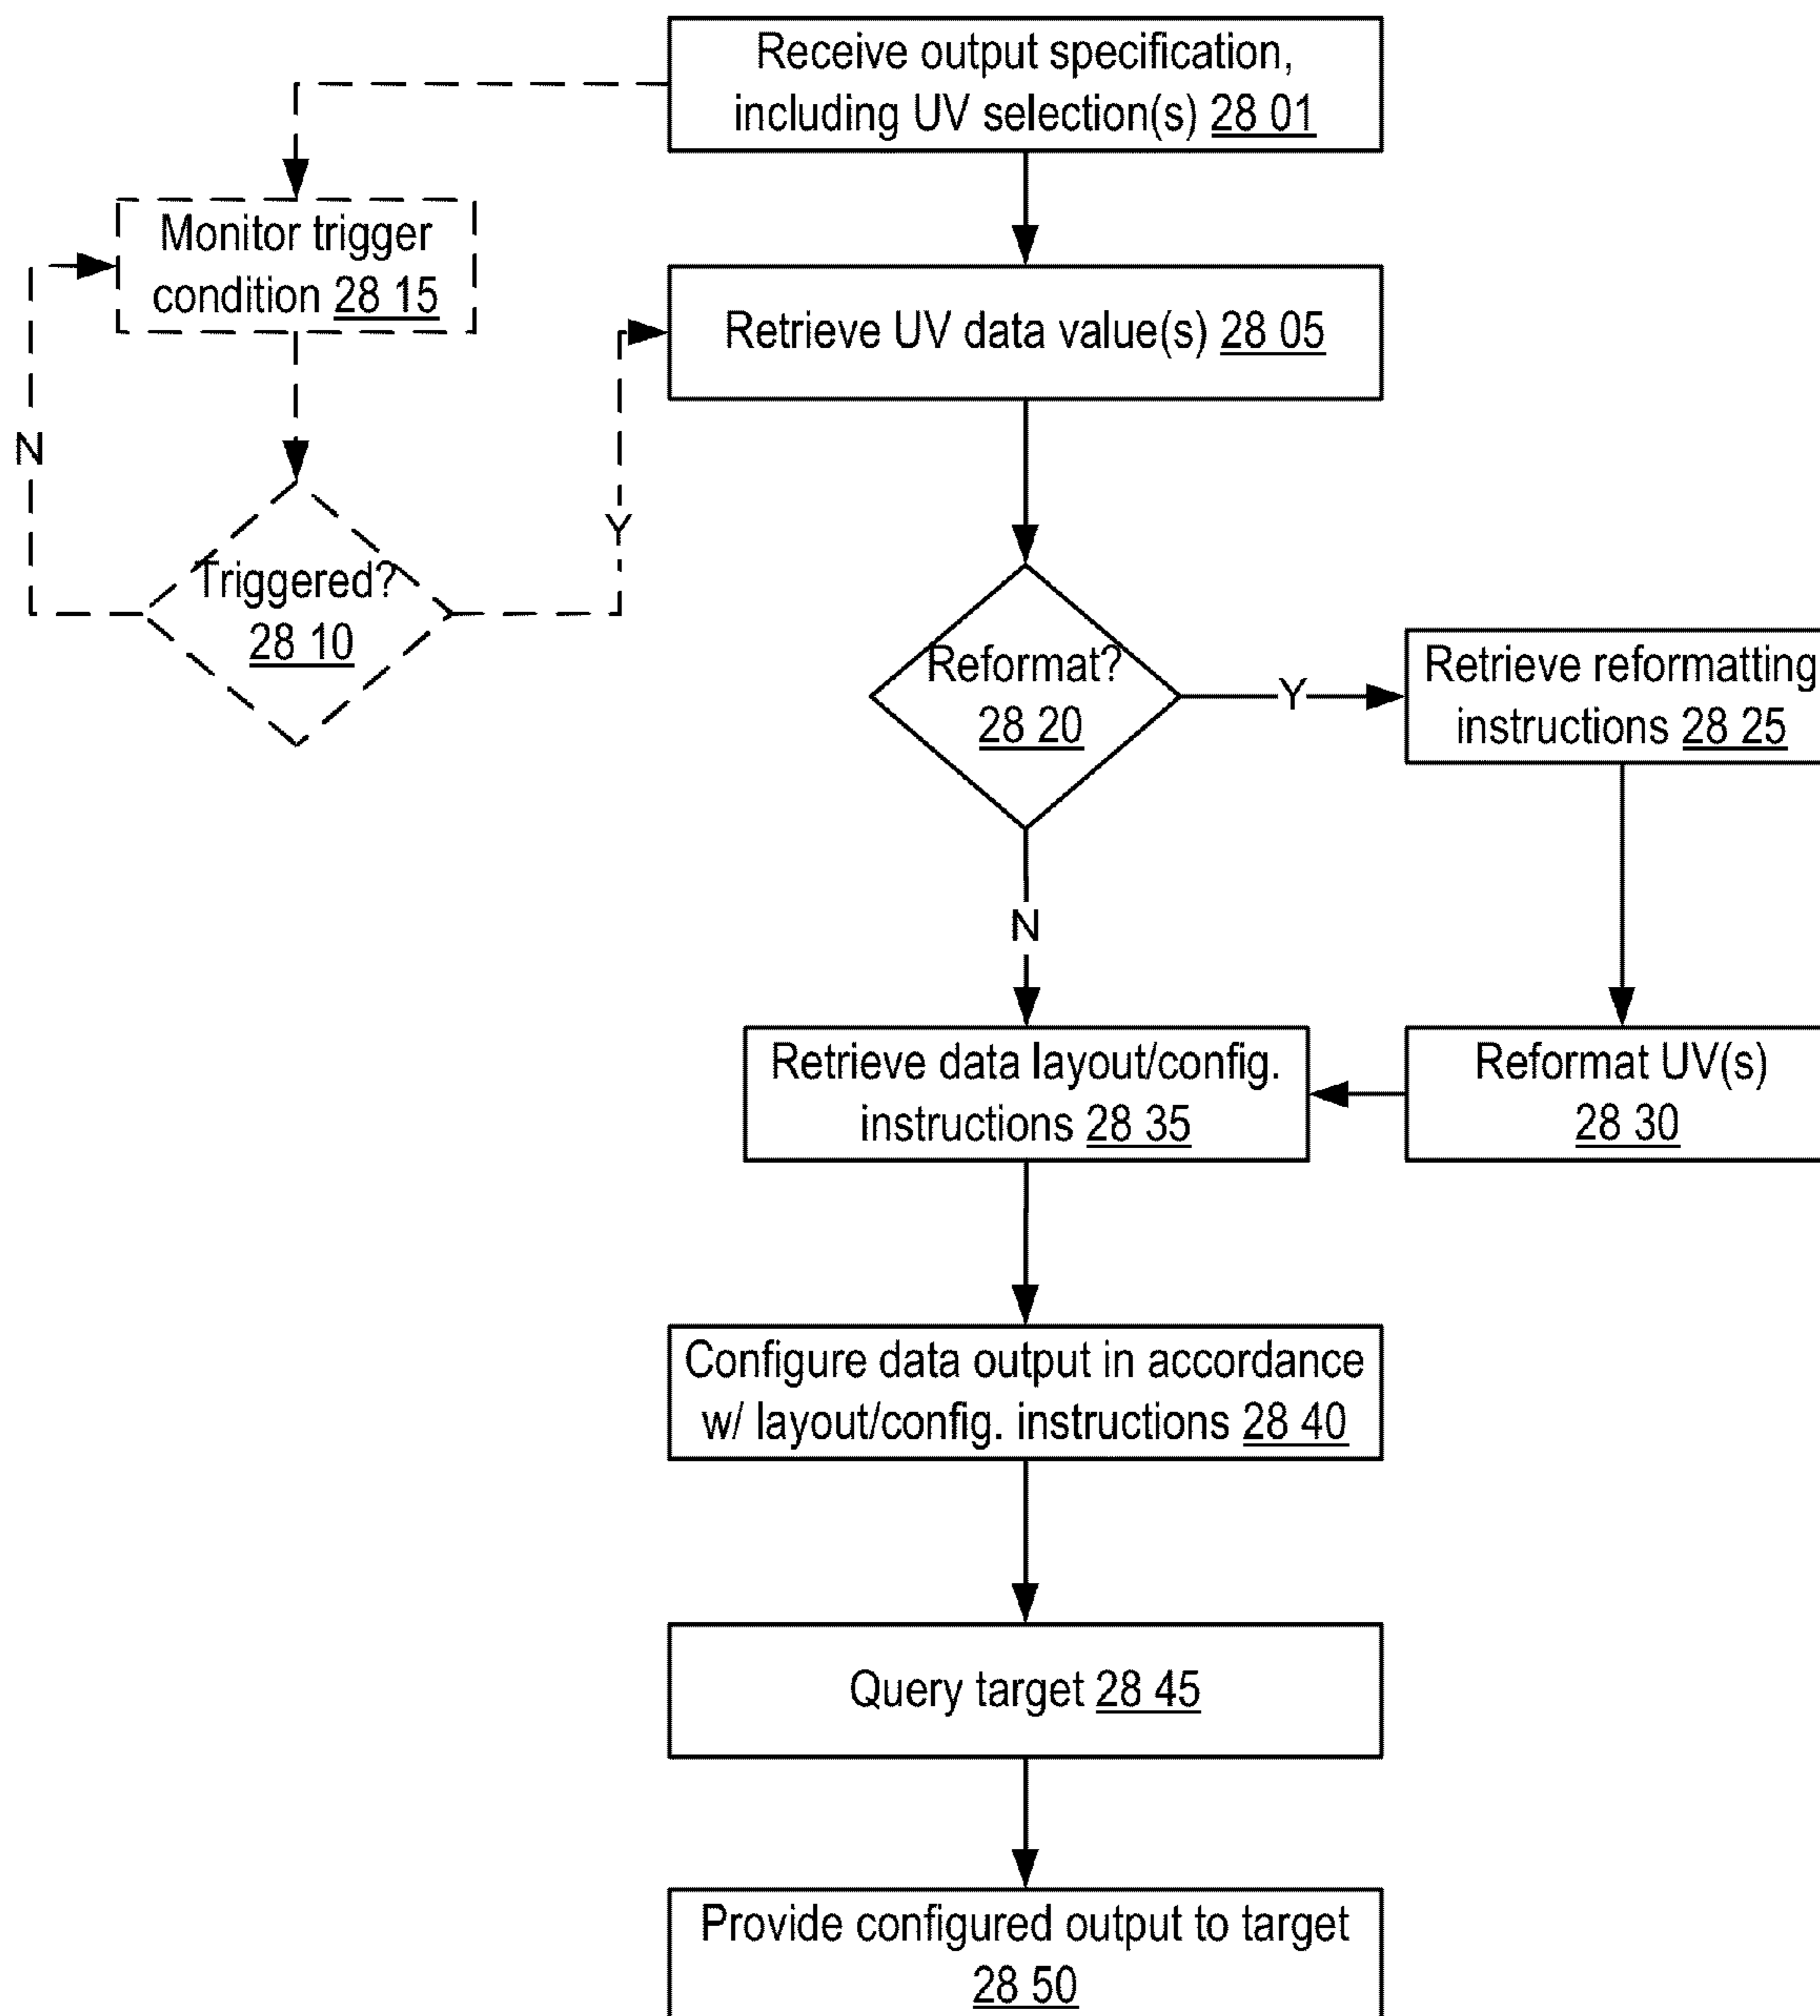 Receive output specification,
including UV selection(s) 28 01
Monitor trigger
condition 28 15
Retrieve UV data value(s) 28 05
N
Y
Triggered?
28 10
Reformat?
28 20
Y
Retrieve reformatting
instructions 28 25
N
Retrieve data layout/config.
instructions 28 35
Reformat UV(s)
28 30
Configure data output in accordance
w/ layout/config. instructions 28 40
Query target 28 45
Provide configured output to target
28 50